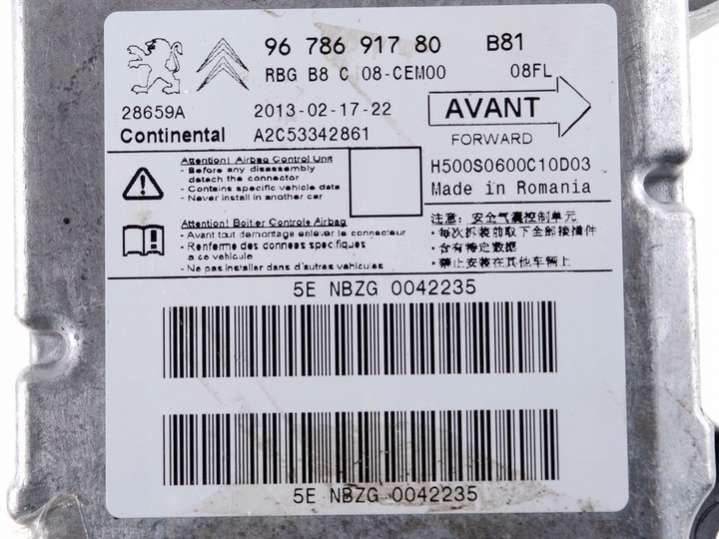 96 786 917 80 B81
RBG B8 C 08-CEM00 08FL
28659A 2013-02-17-22 AVANT
Continental A2C53342861 FORWARD
Attention! Airbag Control Unit
- Before any disassembly
detach the connector
- Contains specific vehicle data
- Never install in another car
H500S0600C10D03
Made in Romania
Attention! Boitier Controle Airbag
- Avant tout demontage enlever le connecteur
- Renferme des donnees specifiques
a ce vehicule
- Ne pas installer dans d'autres vehicules
注意: 安全气囊控制单元
· 每次拆装前取下全部接插件
· 含有特定数据
· 禁止安装在其他车辆上
5E NBZG 0042235
5E NBZG 0042235